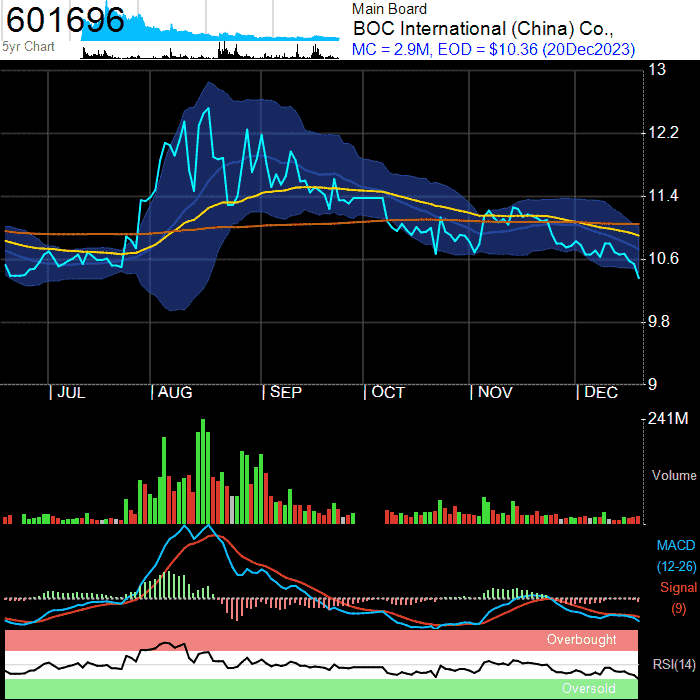 601696
5yr Chart
Main Board
BOC International (China) Co.,
MC = 2.9M, EOD = $10.36 (20Dec2023)
13
12.2
11.4
10.6
9.8
9
| JUL | AUG | SEP | OCT | NOV | DEC
241M
Volume
MACD
(12-26)
Signal
(9)
Overbought
RSI(14)
Oversold